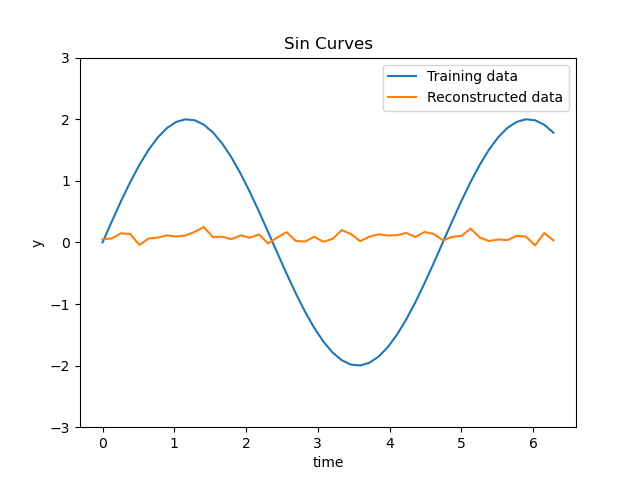 Sin Curves
Training data
Reconstructed data
3
2
1
0
−1
−2
−3
y
0 1 2 3 4 5 6
time